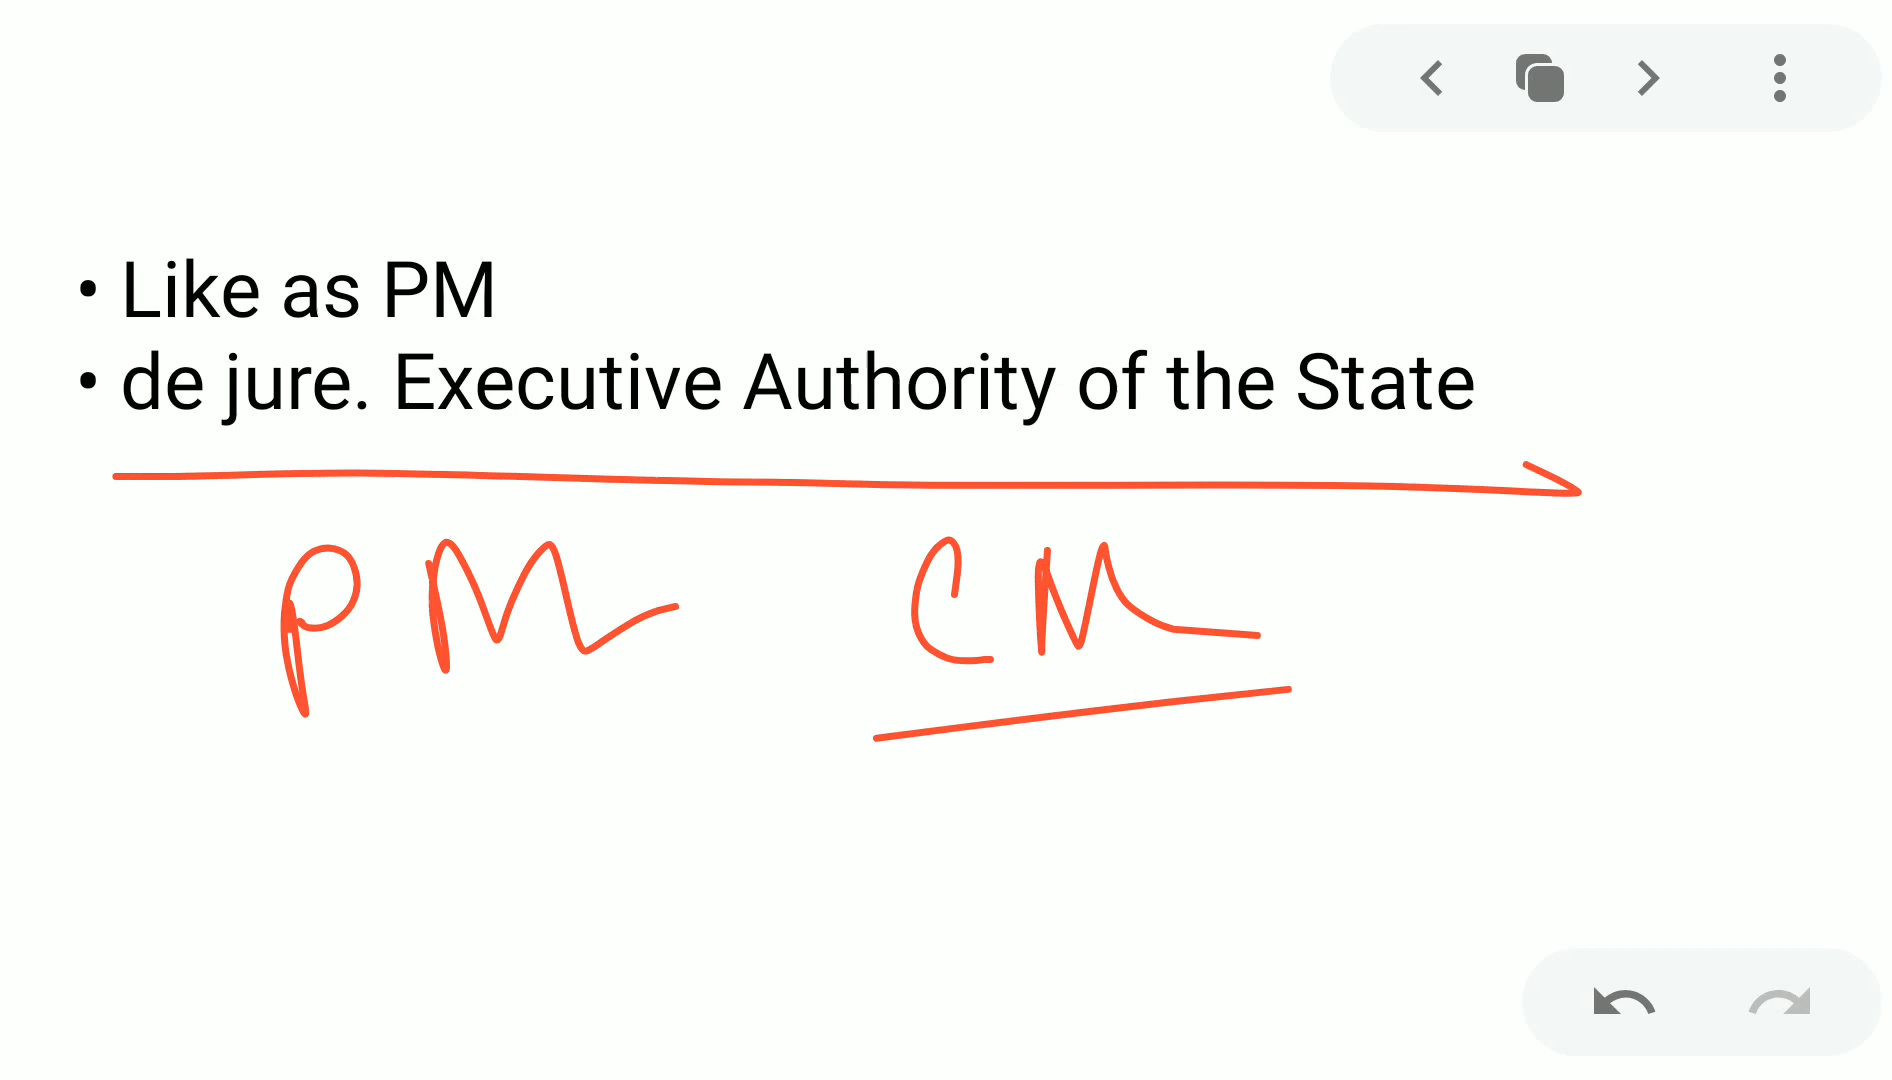 • Like as PM
• de jure. Executive Authority of the State
PM CM